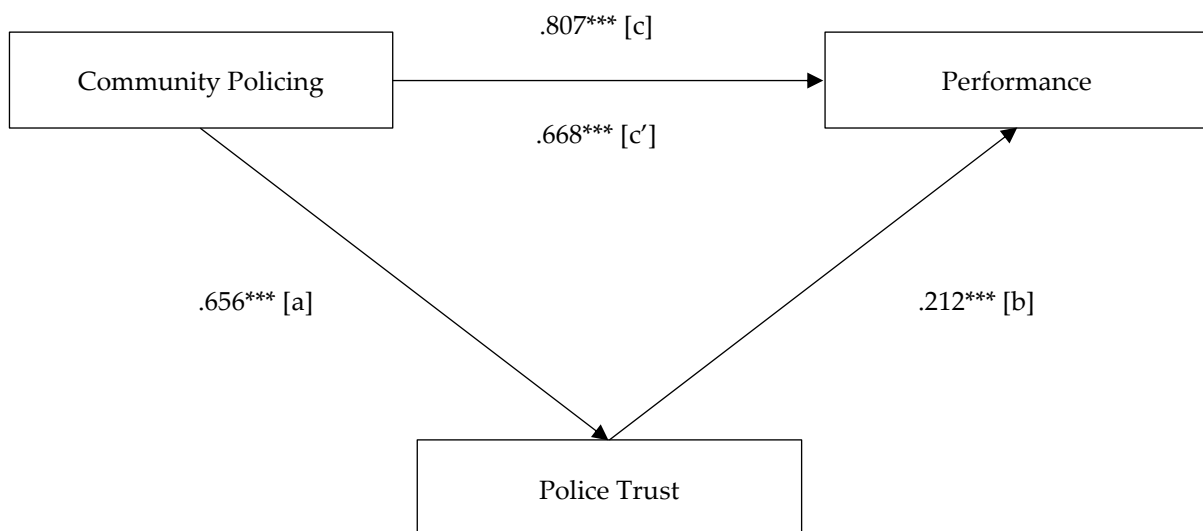 .807*** [c]
Community Policing
Performance
.668*** [c′]
.656*** [a]
.212*** [b]
Police Trust